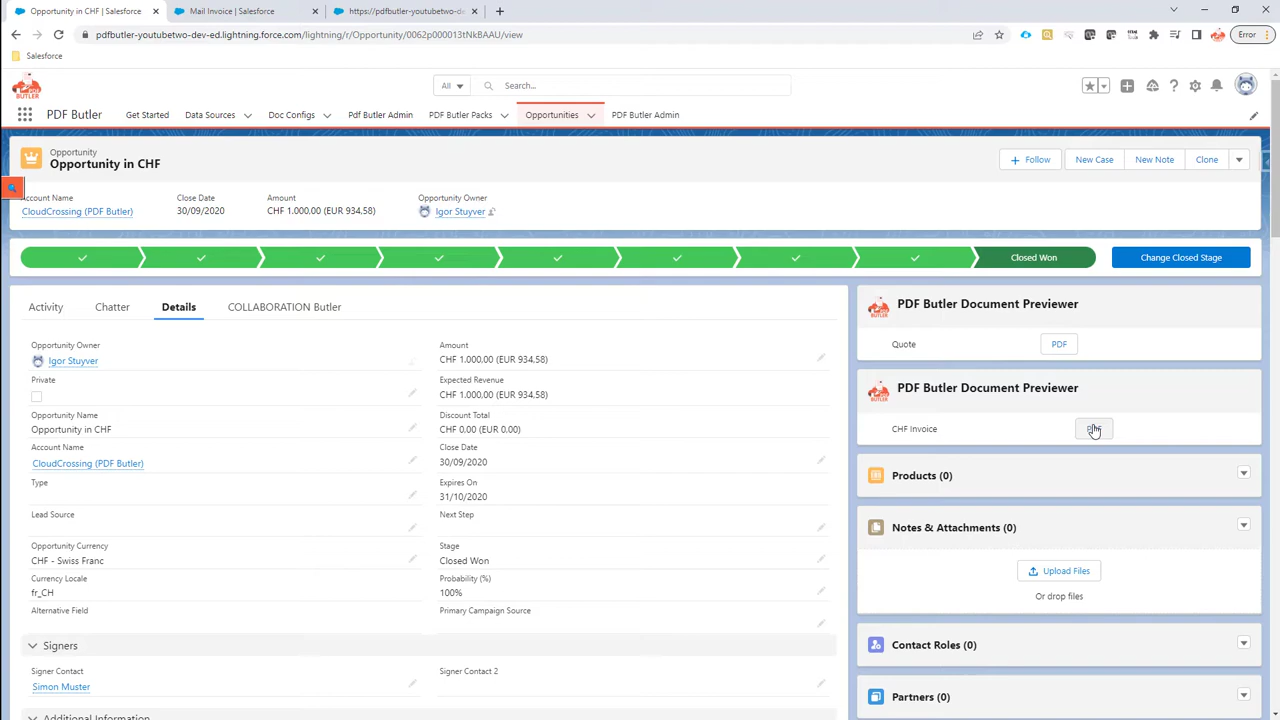 Opportunity in CHF | Salesforce
Mail Invoice | Salesforce
https://pdfbutler-youtubetwo-de
pdfbutler-youtubetwo-dev-ed.lightning.force.com/lightning/r/Opportunity/0062p000013tNkBAAU/view
Error
Salesforce
PDF BUTLER
All
Search...
PDF Butler
Get Started
Data Sources
Doc Configs
Pdf Butler Admin
PDF Butler Packs
Opportunities
PDF Butler Admin
Opportunity
Opportunity in CHF
Follow
New Case
New Note
Clone
Account Name
Close Date
Amount
Opportunity Owner
CloudCrossing (PDF Butler)
30/09/2020
CHF 1.000,00 (EUR 934,58)
Igor Stuyver
Closed Won
Change Closed Stage
Activity
Chatter
Details
COLLABORATION Butler
Opportunity Owner
Igor Stuyver
Amount
CHF 1.000,00 (EUR 934,58)
Private
Expected Revenue
CHF 1.000,00 (EUR 934,58)
Opportunity Name
Opportunity in CHF
Discount Total
CHF 0,00 (EUR 0,00)
Account Name
CloudCrossing (PDF Butler)
Close Date
30/09/2020
Type
Expires On
31/10/2020
Lead Source
Next Step
Opportunity Currency
CHF - Swiss Franc
Stage
Closed Won
Currency Locale
fr_CH
Probability (%)
100%
Alternative Field
Primary Campaign Source
Signers
Signer Contact
Simon Muster
Signer Contact 2
Additional Information
PDF Butler Document Previewer
Quote
PDF
PDF Butler Document Previewer
CHF Invoice
Products (0)
Notes & Attachments (0)
Upload Files
Or drop files
Contact Roles (0)
Partners (0)